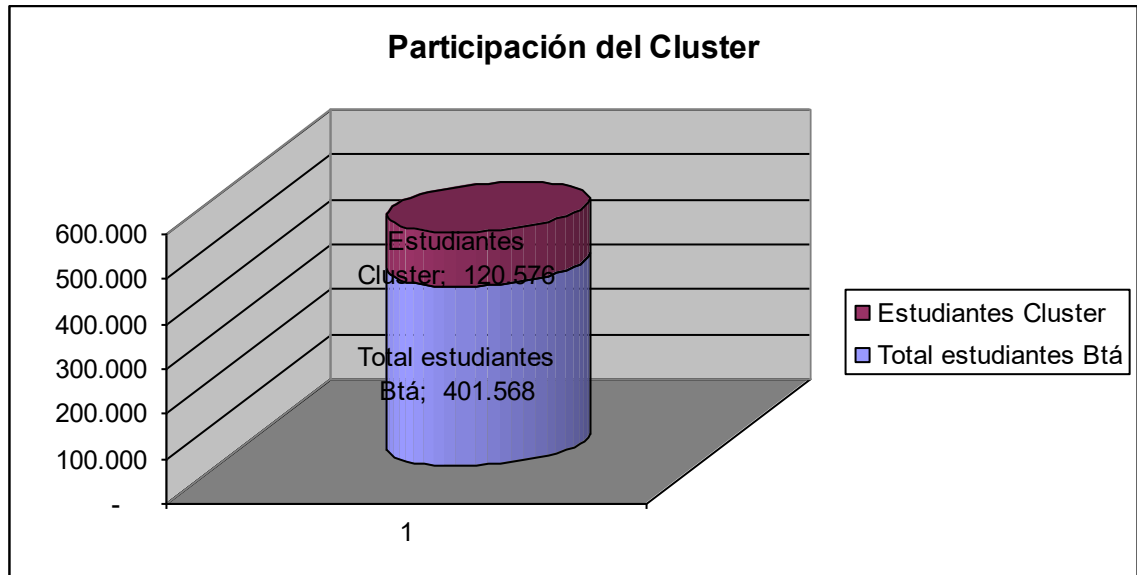 Participación del Cluster
600.000
500.000
400.000
300.000
200.000
100.000
-
Estudiantes
Cluster; 120.576
Total estudiantes
Btá; 401.568
1
Estudiantes Cluster
Total estudiantes Btá